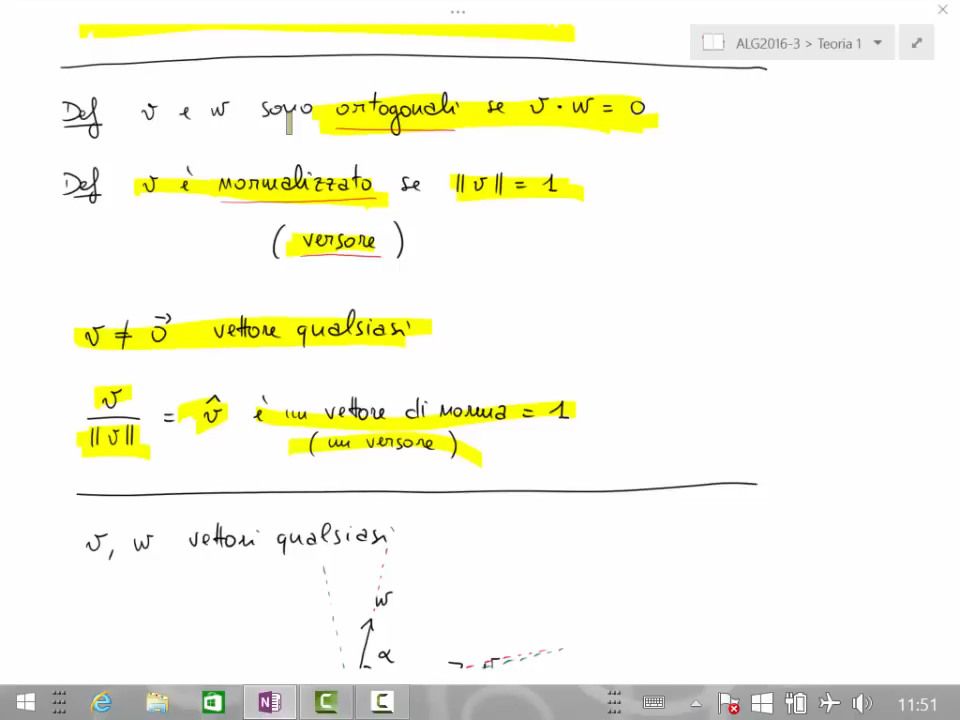 ...
ALG2016-3 > Teoria 1
Def v e w sono ortogonali se v · w = 0
Def v è normalizzato se ‖v‖ = 1
(versore)
v ≠ 0⃗ vettore qualsiasi
v / ‖v‖ = v̂ è un vettore di norma = 1
(un versore)
v, w vettori qualsiasi
w
α
v
11:51